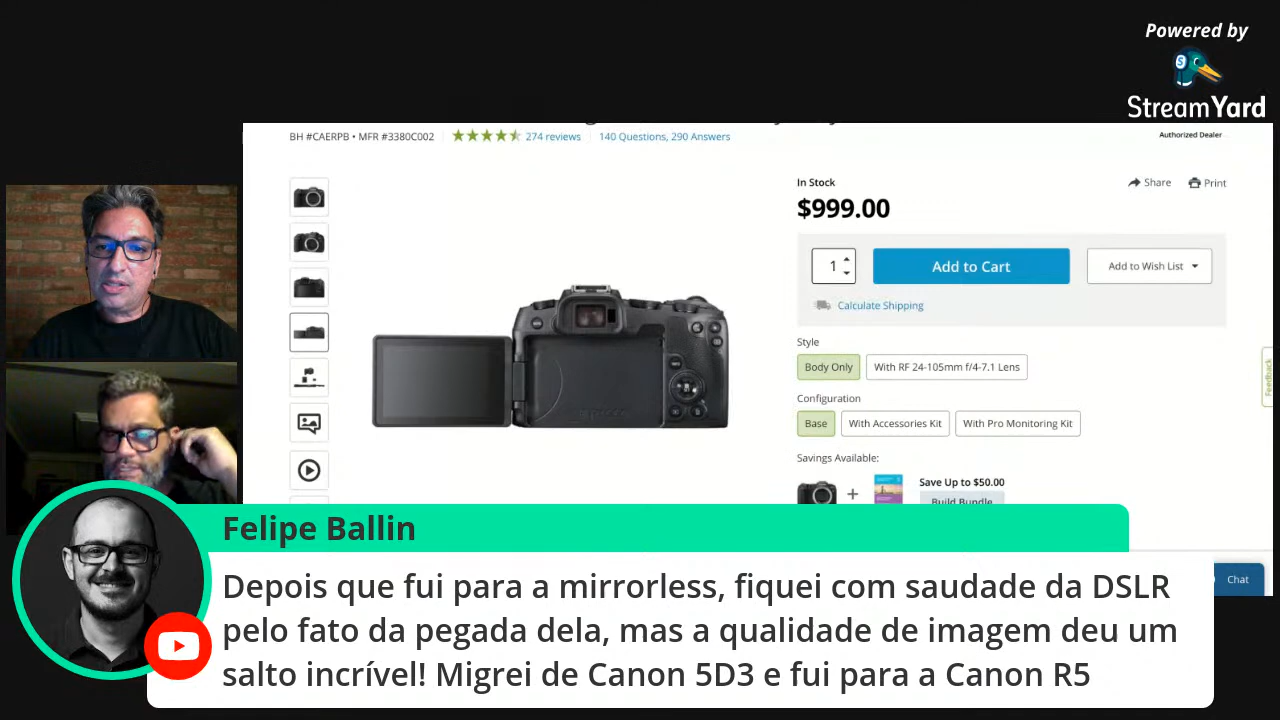 Powered by
StreamYard
Authorized Dealer
BH #CAERPB • MFR #3380C002
274 reviews
140 Questions, 290 Answers
In Stock
Share
Print
$999.00
1
Add to Cart
Add to Wish List
Calculate Shipping
Style
Body Only
With RF 24-105mm f/4-7.1 Lens
Feedback
Configuration
Base
With Accessories Kit
With Pro Monitoring Kit
Savings Available:
+
Save Up to $50.00
Build Bundle
Chat
Felipe Ballin
Depois que fui para a mirrorless, fiquei com saudade da DSLR
pelo fato da pegada dela, mas a qualidade de imagem deu um
salto incrível! Migrei de Canon 5D3 e fui para a Canon R5